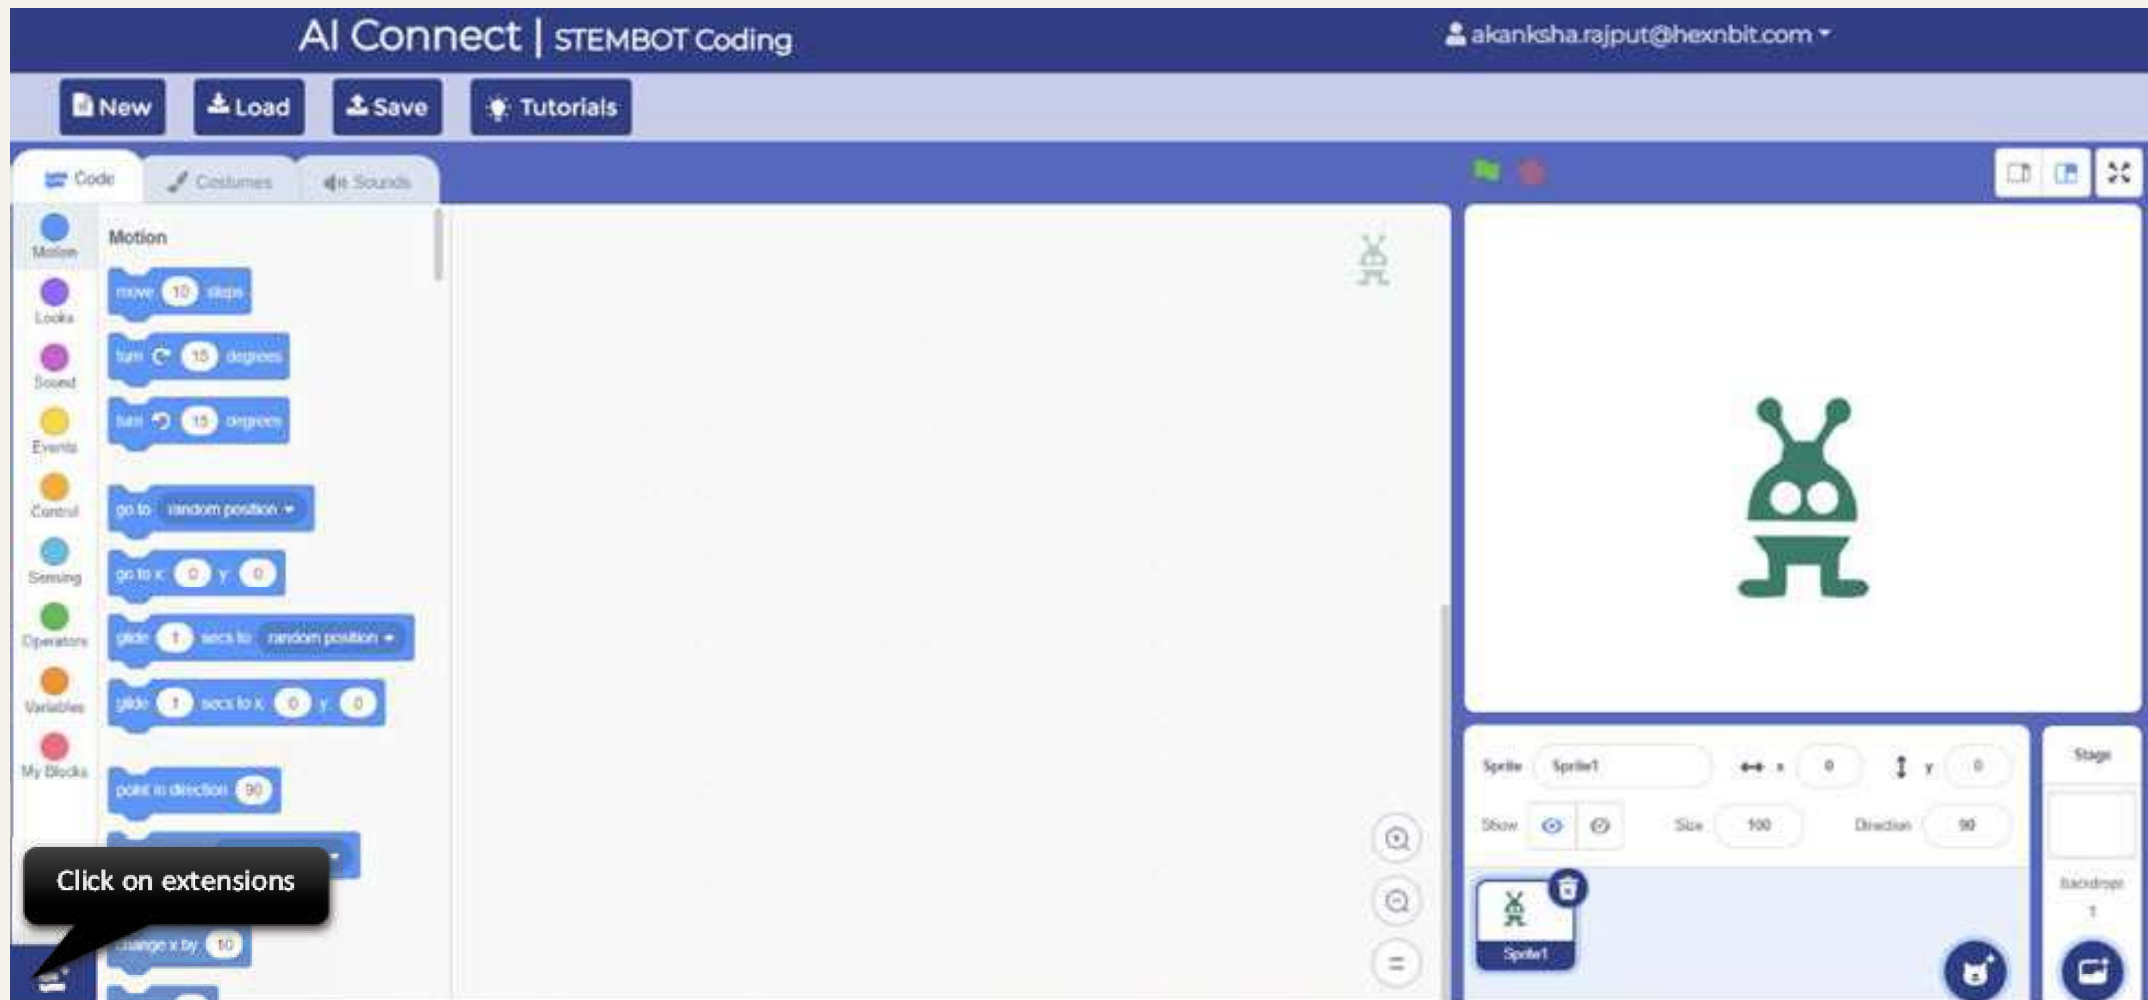 AI Connect | STEMBOT Coding
akanksha.rajput@hexnbit.com
New
Load
Save
Tutorials
Code
Costumes
Sounds
Motion
Looks
Sound
Events
Control
Sensing
Operators
Variables
My Blocks
Motion
move 10 steps
turn 15 degrees
turn 15 degrees
go to random position
go to x: 0 y: 0
glide 1 secs to random position
glide 1 secs to x: 0 y: 0
point in direction 90
Click on extensions
change x by 10
Sprite Sprite1 x 0 y 0
Show Size 100 Direction 90
Sprite1
Stage
Backdrops
1